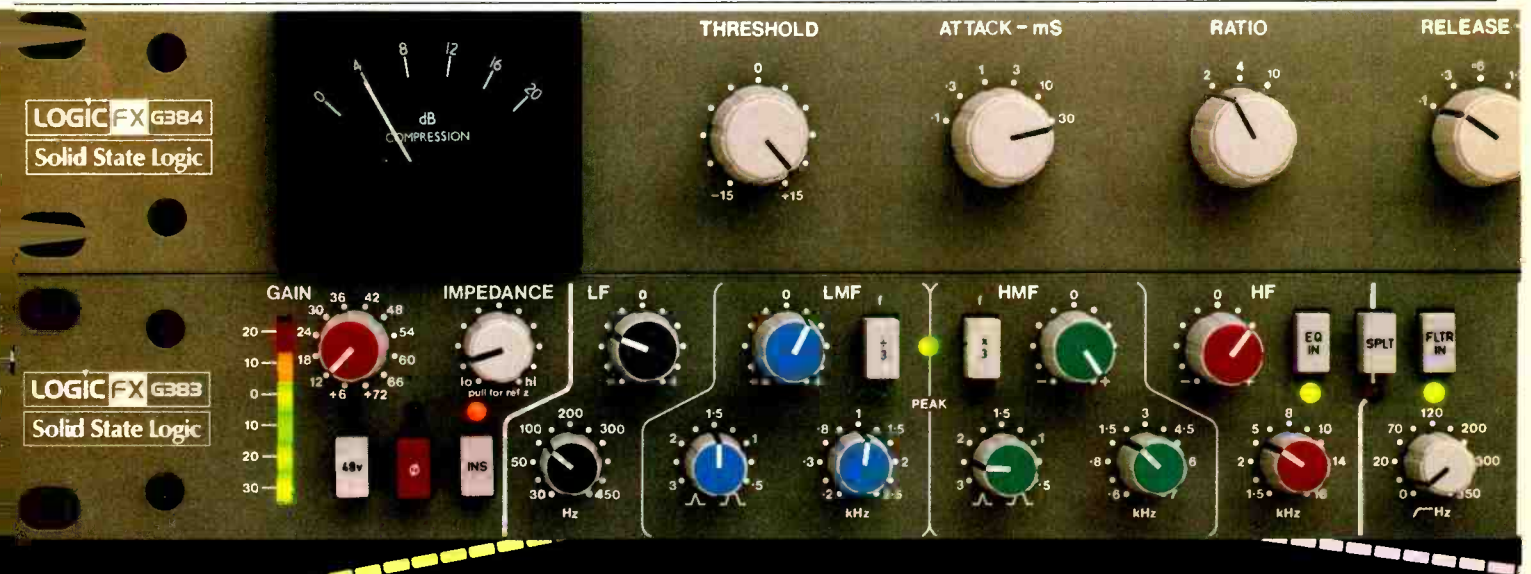 THRESHOLD ATTACK - mS RATIO RELEASE -
0 4 8 12 16 20
dB
COMPRESSION
0
-15 +15
·1 ·3 1 3 10 30
2 4 10
·1 ·3 ·6
LOGIC FX G384
Solid State Logic
GAIN IMPEDANCE LF LMF HMF HF
20 10 0 10 20 30
+6 12 18 24 30 36 42 48 54 60 66 +72
lo hi
pull for ref z
0
0
÷ 3
× 3
0
- +
0
- +
EQ IN
SPLT
FLTR IN
PEAK
LOGIC FX G383
Solid State Logic
48v
Ø
INS
30 50 100 200 300 450
Hz
3 2 1·5 1 ·5
·2 ·3 ·8 1 1·5 2 2·5
kHz
3 2 1·5 1 ·5
·6 ·8 1·5 3 4·5 6 7
kHz
1·5 2 5 8 10 14 16
kHz
0 20 70 120 200 300 350
Hz